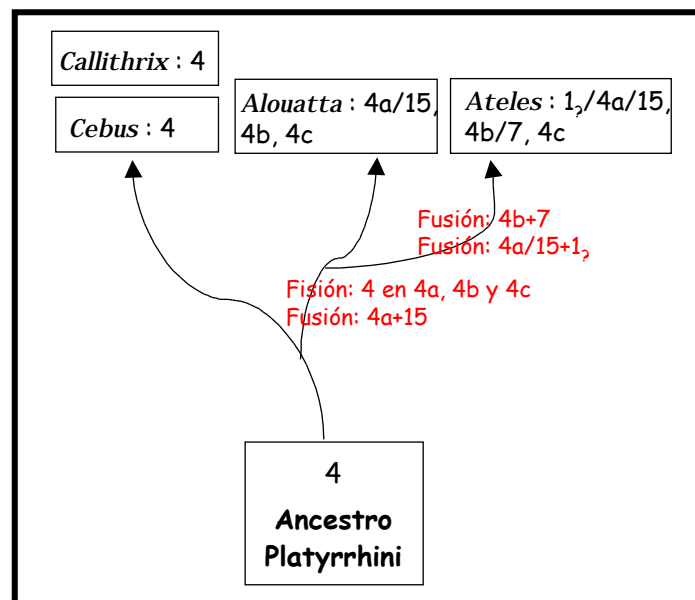 Callithrix : 4
Cebus : 4
Alouatta : 4a/15,
4b, 4c
Ateles : 1?/4a/15,
4b/7, 4c
Fusión: 4b+7
Fusión: 4a/15+1?
Fisión: 4 en 4a, 4b y 4c
Fusión: 4a+15
4
Ancestro
Platyrrhini